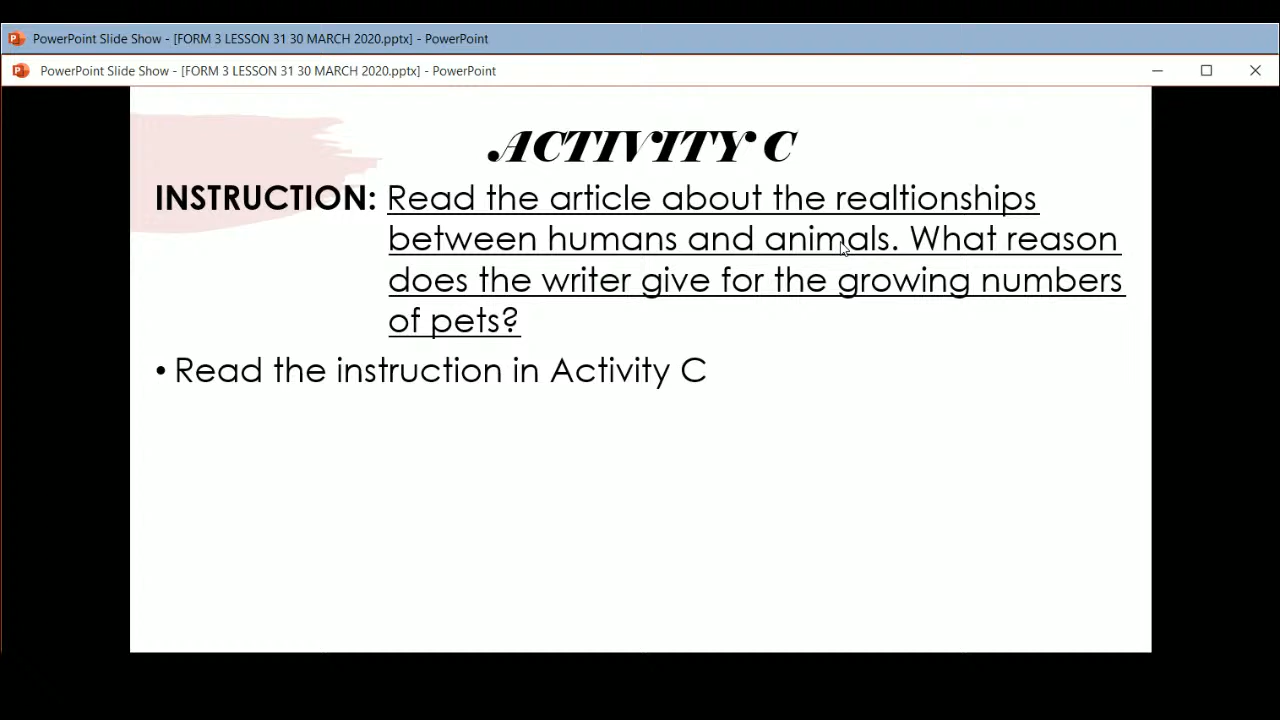 PowerPoint Slide Show - [FORM 3 LESSON 31 30 MARCH 2020.pptx] - PowerPoint
PowerPoint Slide Show - [FORM 3 LESSON 31 30 MARCH 2020.pptx] - PowerPoint
ACTIVITY C
INSTRUCTION: Read the article about the realtionships
between humans and animals. What reason
does the writer give for the growing numbers
of pets?
• Read the instruction in Activity C